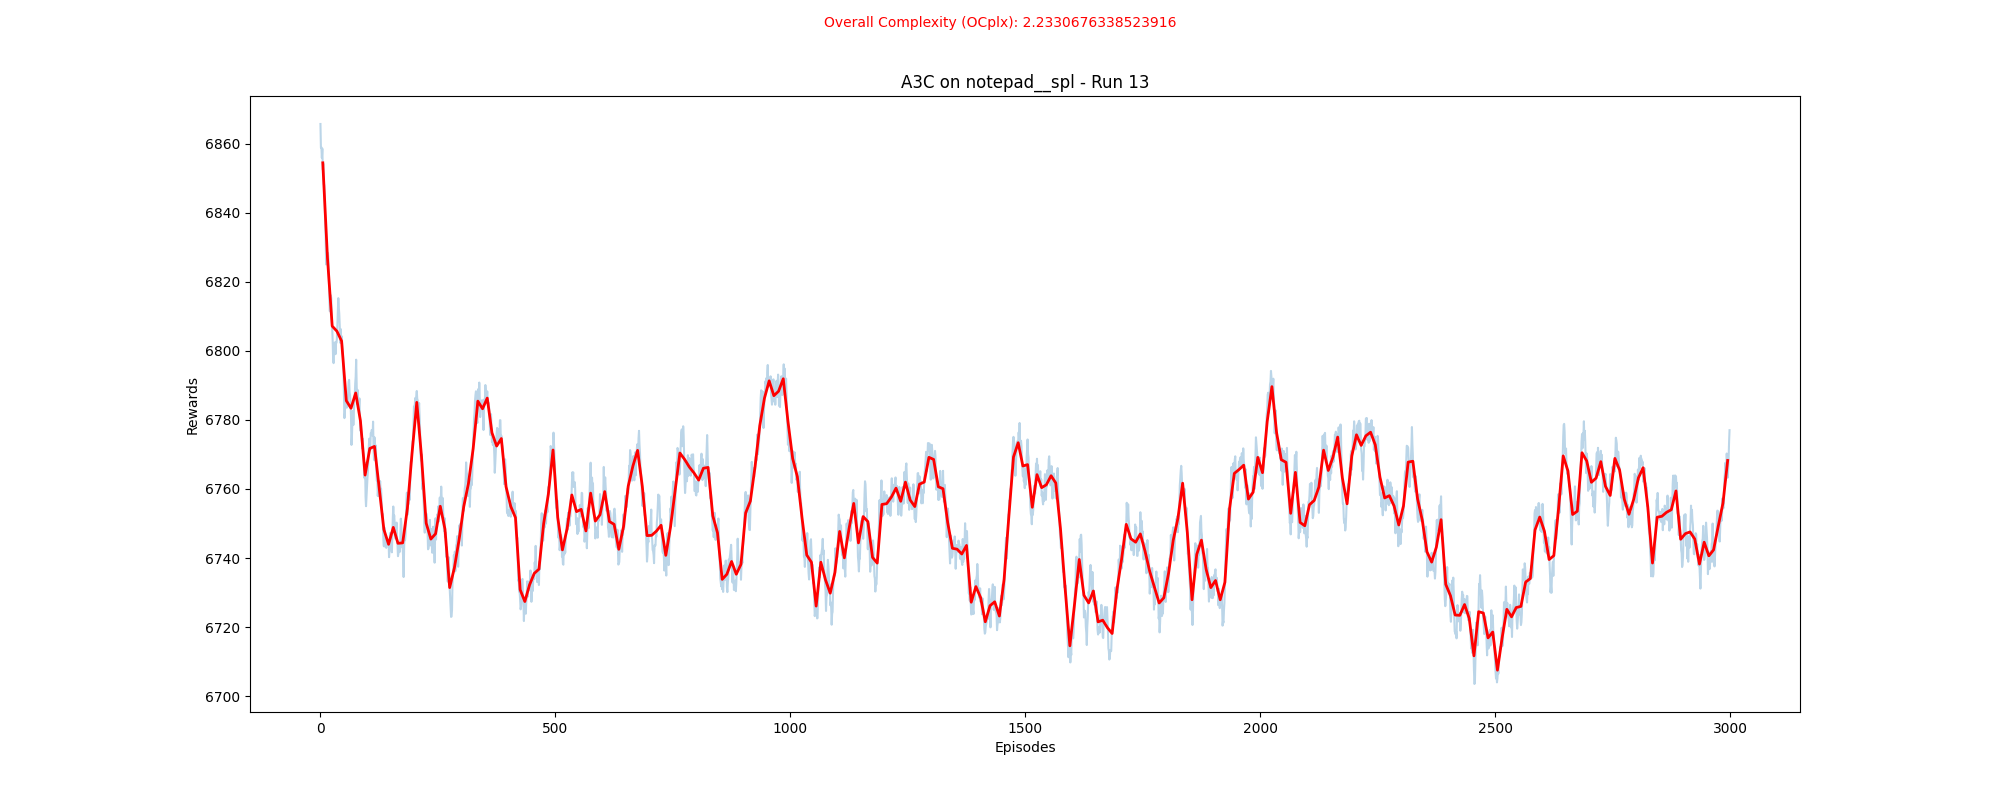 Overall Complexity (OCplx): 2.2330676338523916
A3C on notepad__spl - Run 13
6860
6840
6820
6800
6780
6760
6740
6720
6700
Rewards
0 500 1000 1500 2000 2500 3000
Episodes